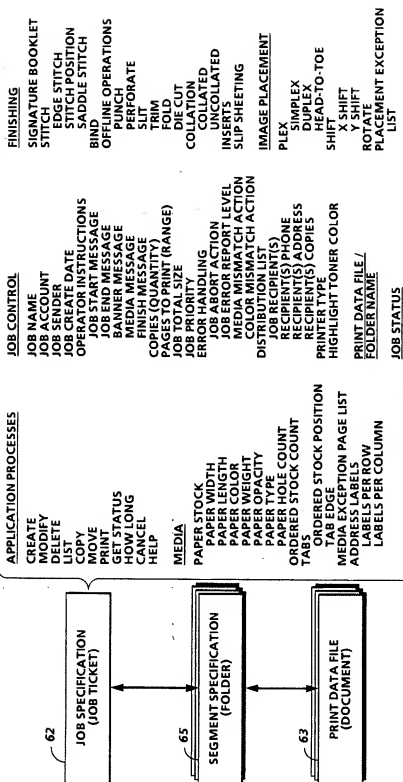 62
JOB SPECIFICATION
(JOB TICKET)
65
SEGMENT SPECIFICATION
(FOLDER)
63
PRINT DATA FILE
(DOCUMENT)
APPLICATION PROCESSES
CREATE
MODIFY
DELETE
LIST
COPY
MOVE
PRINT
GET STATUS
HOW LONG
CANCEL
HELP
MEDIA
PAPER STOCK
PAPER WIDTH
PAPER LENGTH
PAPER COLOR
PAPER WEIGHT
PAPER OPACITY
PAPER TYPE
PAPER HOLE COUNT
ORDERED STOCK COUNT
TABS
ORDERED STOCK POSITION
TAB EDGE
MEDIA EXCEPTION PAGE LIST
ADDRESS LABELS
LABELS PER ROW
LABELS PER COLUMN
JOB CONTROL
JOB NAME
JOB ACCOUNT
JOB SENDER
JOB CREATE DATE
OPERATOR INSTRUCTIONS
JOB START MESSAGE
JOB END MESSAGE
BANNER MESSAGE
MEDIA MESSAGE
FINISH MESSAGE
COPIES (QUANTITY)
PAGES TO PRINT (RANGE)
JOB TOTAL SIZE
JOB PRIORITY
ERROR HANDLING
JOB ABORT ACTION
JOB ERROR REPORT LEVEL
MEDIA MISMATCH ACTION
COLOR MISMATCH ACTION
DISTRIBUTION LIST
JOB RECIPIENT(S)
RECIPIENT(S) PHONE
RECIPIENT(S) ADDRESS
RECIPIENT(S) COPIES
PRINTER TYPE
HIGHLIGHT TONER COLOR
PRINT DATA FILE /
FOLDER NAME
JOB STATUS
FINISHING
SIGNATURE BOOKLET
STITCH
EDGE STITCH
STITCH POSITION
SADDLE STITCH
BIND
OFFLINE OPERATIONS
PUNCH
PERFORATE
SLIT
TRIM
FOLD
DIE CUT
COLLATION
COLLATED
UNCOLLATED
INSERTS
SLIP SHEETING
IMAGE PLACEMENT
PLEX
SIMPLEX
DUPLEX
HEAD-TO-TOE
SHIFT
X SHIFT
Y SHIFT
ROTATE
PLACEMENT EXCEPTION
LIST